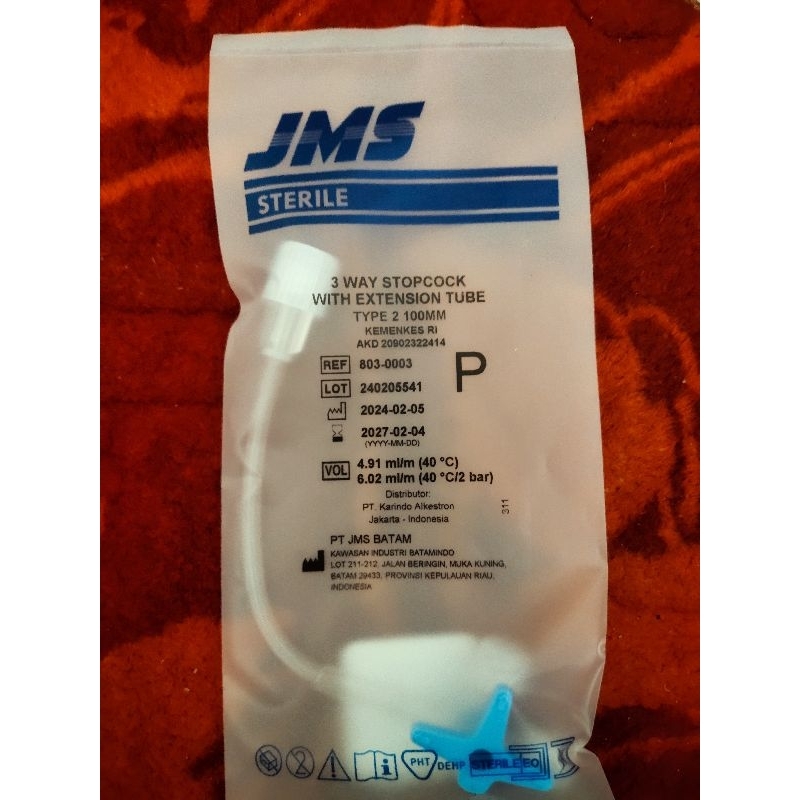 JMS
STERILE
3 WAY STOPCOCK
WITH EXTENSION TUBE
TYPE 2 100MM
KEMENKES RI
AKD 20902322414
REF 803-0003
P
LOT 240205541
2024-02-05
2027-02-04
(YYYY-MM-DD)
VOL 4.91 ml/m (40 °C)
6.02 ml/m (40 °C/2 bar)
Distributor:
PT. Karindo Alkestron
Jakarta - Indonesia
311
PT JMS BATAM
KAWASAN INDUSTRI BATAMINDO
LOT 211-212, JALAN BERINGIN, MUKA KUNING,
BATAM 29433, PROVINSI KEPULAUAN RIAU,
INDONESIA
2 i PHT DEHP STERILE EO